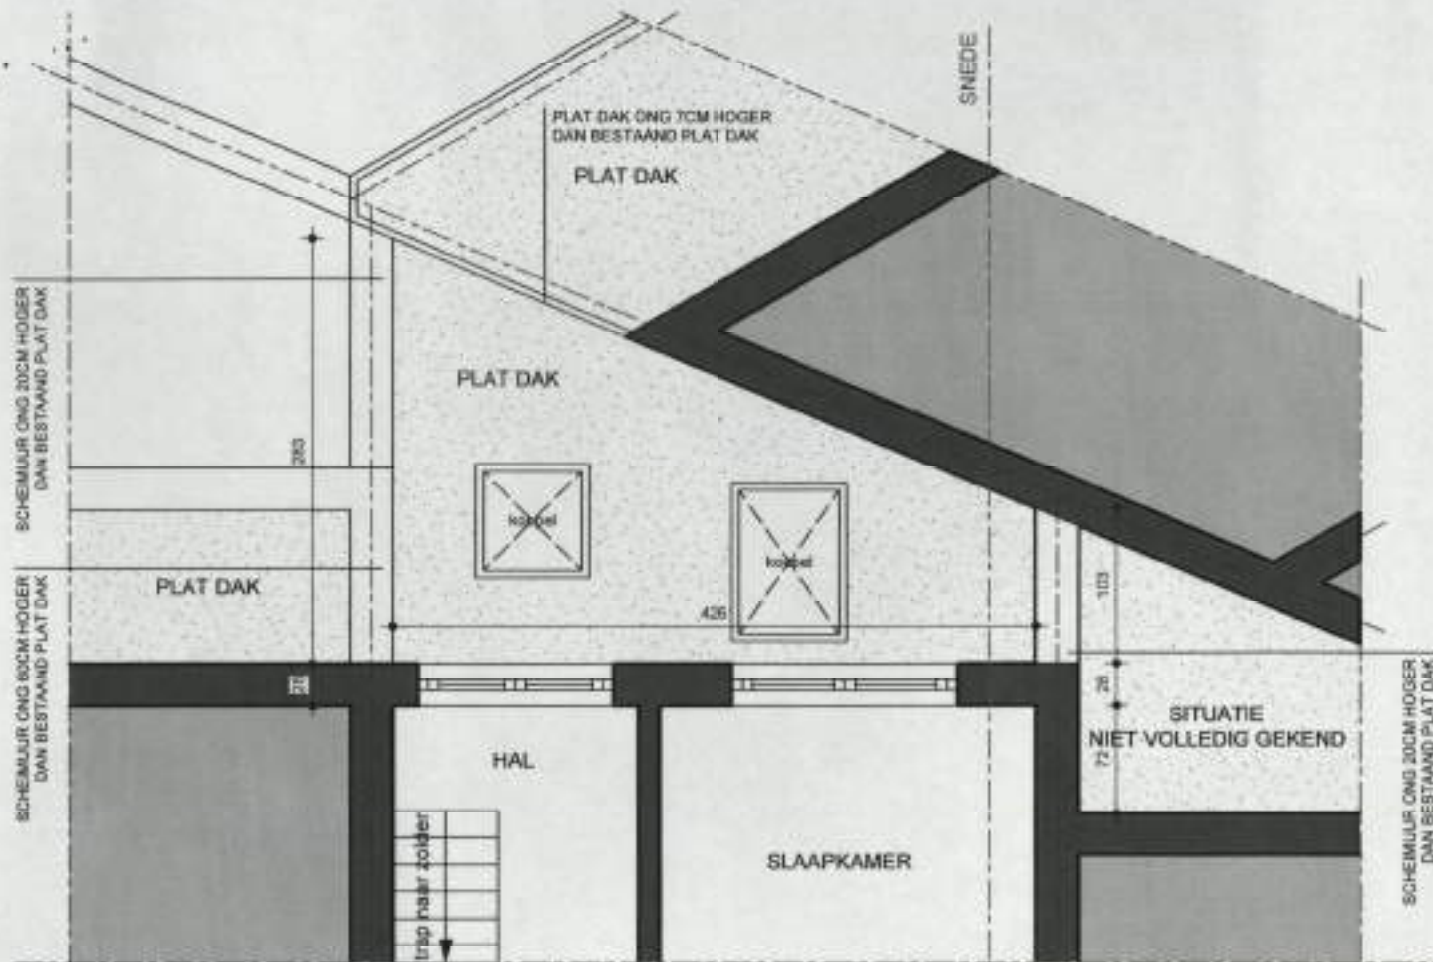 SNEDE
PLAT DAK ONG 7CM HOGER
DAN BESTAAND PLAT DAK
PLAT DAK
SCHEIMUUR ONG 20CM HOGER
DAN BESTAAND PLAT DAK
283
PLAT DAK
koepel
koepel
PLAT DAK
426
103
SCHEIMUUR ONG 60CM HOGER
DAN BESTAAND PLAT DAK
28
28
72
SITUATIE
NIET VOLLEDIG GEKEND
SCHEIMUUR ONG 20CM HOGER
DAN BESTAAND PLAT DAK
HAL
trap naar zolder
SLAAPKAMER